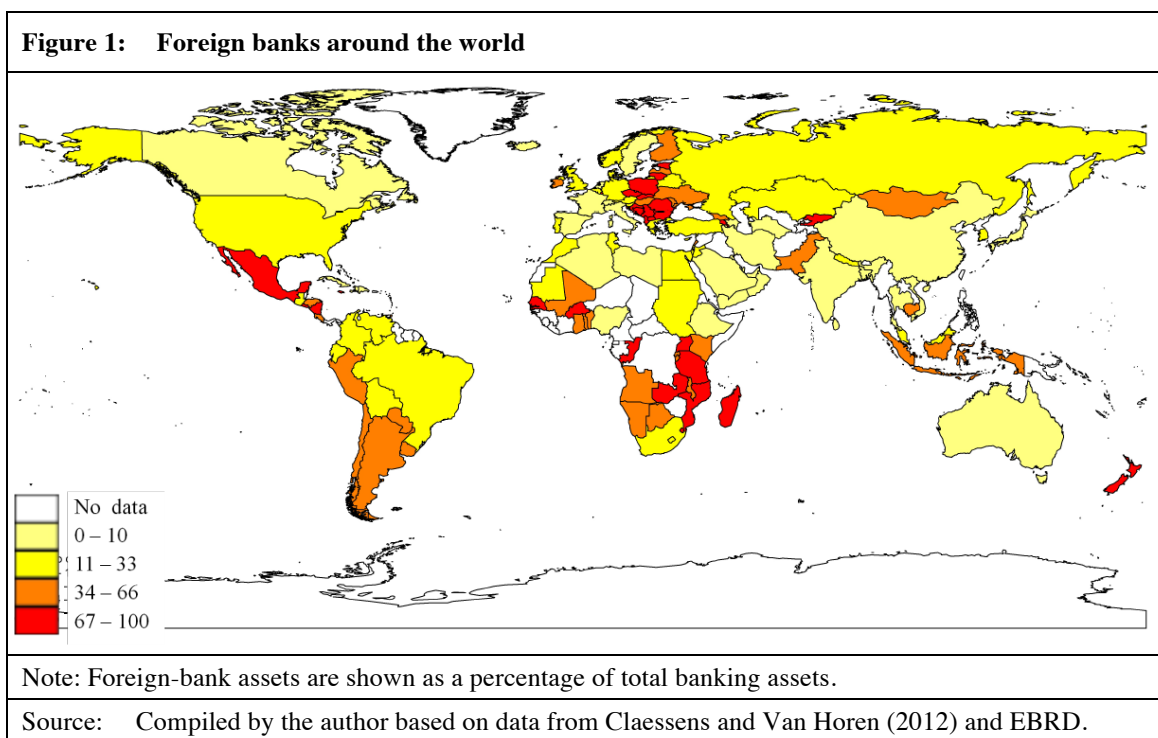 Figure 1: Foreign banks around the world
No data
0 – 10
11 – 33
34 – 66
67 – 100
Note: Foreign-bank assets are shown as a percentage of total banking assets.
Source: Compiled by the author based on data from Claessens and Van Horen (2012) and EBRD.